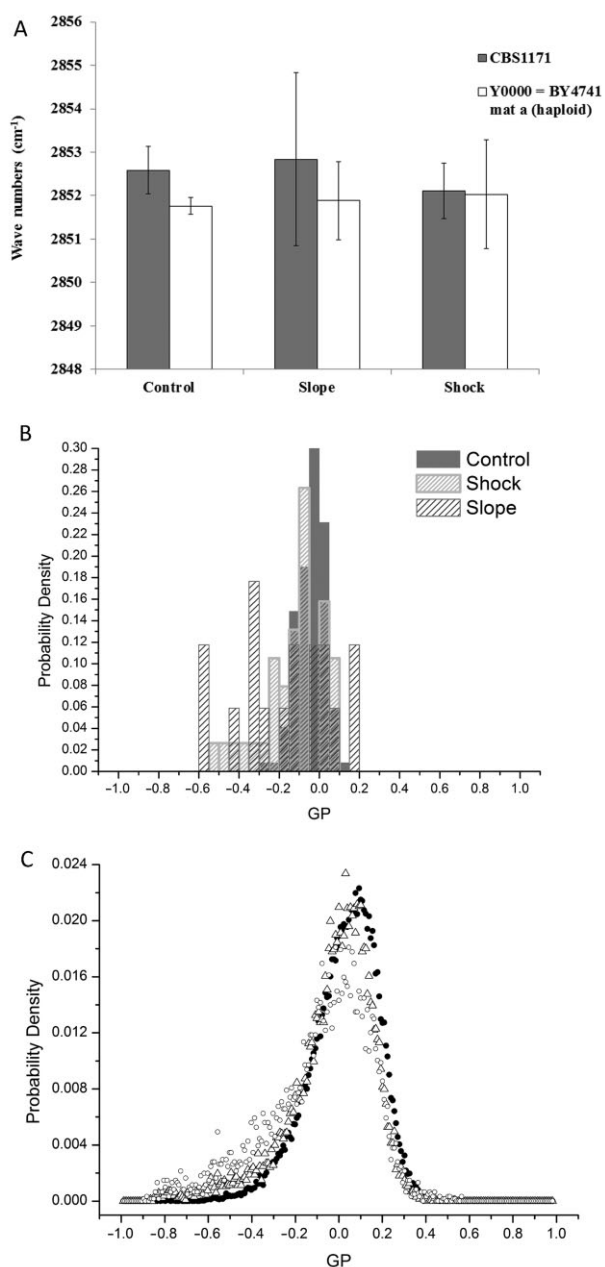 A
2856
2855
2854
2853
2852
2851
2850
2849
2848
Wave numbers (cm-1)
CBS1171
Y0000 = BY4741
mat a (haploid)
Control Slope Shock
B
0.30
0.28
0.26
0.24
0.22
0.20
0.18
0.16
0.14
0.12
0.10
0.08
0.06
0.04
0.02
0.00
Probability Density
Control
Shock
Slope
−1.0 −0.8 −0.6 −0.4 −0.2 0.0 0.2 0.4 0.6 0.8 1.0
GP
C
0.024
0.020
0.016
0.012
0.008
0.004
0.000
Probability Density
−1.0 −0.8 −0.6 −0.4 −0.2 0.0 0.2 0.4 0.6 0.8 1.0
GP